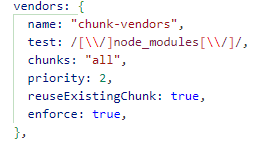 vendors: {
  name: "chunk-vendors",
  test: /[\\/]node_modules[\\/]/,
  chunks: "all",
  priority: 2,
  reuseExistingChunk: true,
  enforce: true,
},